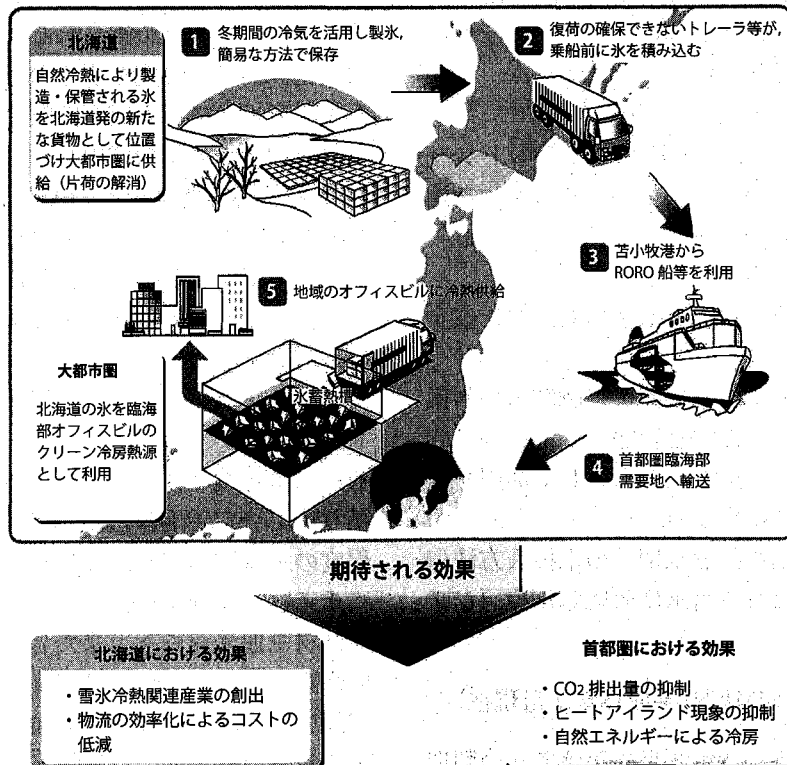 北海道
自然冷熱により製
造・保管される氷
を北海道発の新た
な貨物として位置
づけ大都市圏に供
給（片荷の解消）
1 冬期間の冷気を活用し製氷，
簡易な方法で保存
2 復荷の確保できないトレーラ等が，
乗船前に氷を積み込む
3 苫小牧港から
RORO 船等を利用
4 首都圏臨海部
需要地へ輸送
5 地域のオフィスビルに冷熱供給
氷蓄熱槽
大都市圏
北海道の氷を臨海
部オフィスビルの
クリーン冷房熱源
として利用
期待される効果
北海道における効果
・雪氷冷熱関連産業の創出
・物流の効率化によるコストの
低減
首都圏における効果
・CO2 排出量の抑制
・ヒートアイランド現象の抑制
・自然エネルギーによる冷房